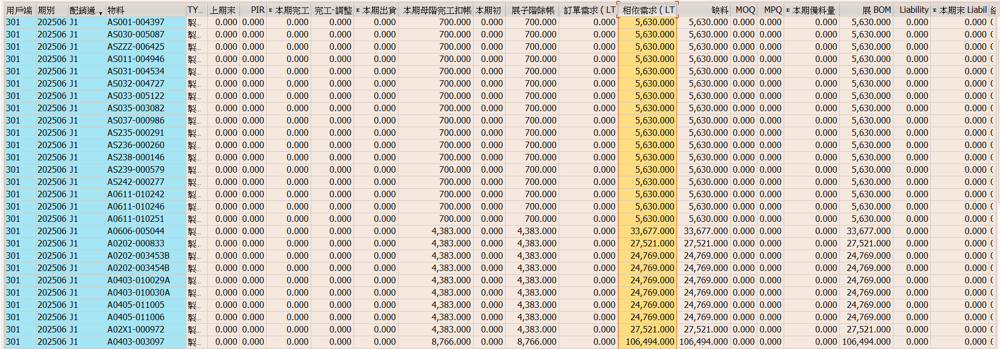 用戶端 期別 配銷通... 物料 TY... 上期末 PIR Σ 本期完工 完工-調整 Σ 本期出貨 本期母階完工扣帳 本期初 展子階除帳 訂單需求 ( LT 相依需求 ( LT 缺料 MOQ MPQ Σ 本期備料量 展 BOM Liability Σ 本期末 Liabil
301 202506 J1 AS001-004397 製... 0.000 0.000 0.000 0.000 0.000 700.000 0.000 700.000 0.000 5,630.000 5,630.000 0.000 0.000 0.000 5,630.000 0.000 0.000
301 202506 J1 AS030-005087 製... 0.000 0.000 0.000 0.000 0.000 700.000 0.000 700.000 0.000 5,630.000 5,630.000 0.000 0.000 0.000 5,630.000 0.000 0.000
301 202506 J1 ASZZZ-006425 製... 0.000 0.000 0.000 0.000 0.000 700.000 0.000 700.000 0.000 5,630.000 5,630.000 0.000 0.000 0.000 5,630.000 0.000 0.000
301 202506 J1 AS011-004946 製... 0.000 0.000 0.000 0.000 0.000 700.000 0.000 700.000 0.000 5,630.000 5,630.000 0.000 0.000 0.000 5,630.000 0.000 0.000
301 202506 J1 AS031-004534 製... 0.000 0.000 0.000 0.000 0.000 700.000 0.000 700.000 0.000 5,630.000 5,630.000 0.000 0.000 0.000 5,630.000 0.000 0.000
301 202506 J1 AS032-004727 製... 0.000 0.000 0.000 0.000 0.000 700.000 0.000 700.000 0.000 5,630.000 5,630.000 0.000 0.000 0.000 5,630.000 0.000 0.000
301 202506 J1 AS033-005122 製... 0.000 0.000 0.000 0.000 0.000 700.000 0.000 700.000 0.000 5,630.000 5,630.000 0.000 0.000 0.000 5,630.000 0.000 0.000
301 202506 J1 AS035-003082 製... 0.000 0.000 0.000 0.000 0.000 700.000 0.000 700.000 0.000 5,630.000 5,630.000 0.000 0.000 0.000 5,630.000 0.000 0.000
301 202506 J1 AS037-000986 製... 0.000 0.000 0.000 0.000 0.000 700.000 0.000 700.000 0.000 5,630.000 5,630.000 0.000 0.000 0.000 5,630.000 0.000 0.000
301 202506 J1 AS235-000291 製... 0.000 0.000 0.000 0.000 0.000 700.000 0.000 700.000 0.000 5,630.000 5,630.000 0.000 0.000 0.000 5,630.000 0.000 0.000
301 202506 J1 AS236-000260 製... 0.000 0.000 0.000 0.000 0.000 700.000 0.000 700.000 0.000 5,630.000 5,630.000 0.000 0.000 0.000 5,630.000 0.000 0.000
301 202506 J1 AS238-000146 製... 0.000 0.000 0.000 0.000 0.000 700.000 0.000 700.000 0.000 5,630.000 5,630.000 0.000 0.000 0.000 5,630.000 0.000 0.000
301 202506 J1 AS239-000579 製... 0.000 0.000 0.000 0.000 0.000 700.000 0.000 700.000 0.000 5,630.000 5,630.000 0.000 0.000 0.000 5,630.000 0.000 0.000
301 202506 J1 AS242-000277 製... 0.000 0.000 0.000 0.000 0.000 700.000 0.000 700.000 0.000 5,630.000 5,630.000 0.000 0.000 0.000 5,630.000 0.000 0.000
301 202506 J1 A0611-010242 製... 0.000 0.000 0.000 0.000 0.000 700.000 0.000 700.000 0.000 5,630.000 5,630.000 0.000 0.000 0.000 5,630.000 0.000 0.000
301 202506 J1 A0611-010246 製... 0.000 0.000 0.000 0.000 0.000 700.000 0.000 700.000 0.000 5,630.000 5,630.000 0.000 0.000 0.000 5,630.000 0.000 0.000
301 202506 J1 A0611-010251 製... 0.000 0.000 0.000 0.000 0.000 700.000 0.000 700.000 0.000 5,630.000 5,630.000 0.000 0.000 0.000 5,630.000 0.000 0.000
301 202506 J1 A0606-005044 製... 0.000 0.000 0.000 0.000 0.000 4,383.000 0.000 4,383.000 0.000 33,677.000 33,677.000 0.000 0.000 0.000 33,677.000 0.000 0.000
301 202506 J1 A0202-000833 製... 0.000 0.000 0.000 0.000 0.000 4,383.000 0.000 4,383.000 0.000 27,521.000 27,521.000 0.000 0.000 0.000 27,521.000 0.000 0.000
301 202506 J1 A0202-003453B 製... 0.000 0.000 0.000 0.000 0.000 4,383.000 0.000 4,383.000 0.000 24,769.000 24,769.000 0.000 0.000 0.000 24,769.000 0.000 0.000
301 202506 J1 A0202-003454B 製... 0.000 0.000 0.000 0.000 0.000 4,383.000 0.000 4,383.000 0.000 24,769.000 24,769.000 0.000 0.000 0.000 24,769.000 0.000 0.000
301 202506 J1 A0403-010029A 製... 0.000 0.000 0.000 0.000 0.000 4,383.000 0.000 4,383.000 0.000 24,769.000 24,769.000 0.000 0.000 0.000 24,769.000 0.000 0.000
301 202506 J1 A0403-010030A 製... 0.000 0.000 0.000 0.000 0.000 4,383.000 0.000 4,383.000 0.000 24,769.000 24,769.000 0.000 0.000 0.000 24,769.000 0.000 0.000
301 202506 J1 A0405-011005 製... 0.000 0.000 0.000 0.000 0.000 4,383.000 0.000 4,383.000 0.000 24,769.000 24,769.000 0.000 0.000 0.000 24,769.000 0.000 0.000
301 202506 J1 A0405-011006 製... 0.000 0.000 0.000 0.000 0.000 4,383.000 0.000 4,383.000 0.000 24,769.000 24,769.000 0.000 0.000 0.000 24,769.000 0.000 0.000
301 202506 J1 A02X1-000972 製... 0.000 0.000 0.000 0.000 0.000 4,383.000 0.000 4,383.000 0.000 27,521.000 27,521.000 0.000 0.000 0.000 27,521.000 0.000 0.000
301 202506 J1 A0403-003097 製... 0.000 0.000 0.000 0.000 0.000 8,766.000 0.000 8,766.000 0.000 106,494.000 106,494.000 0.000 0.000 0.000 106,494.000 0.000 0.000